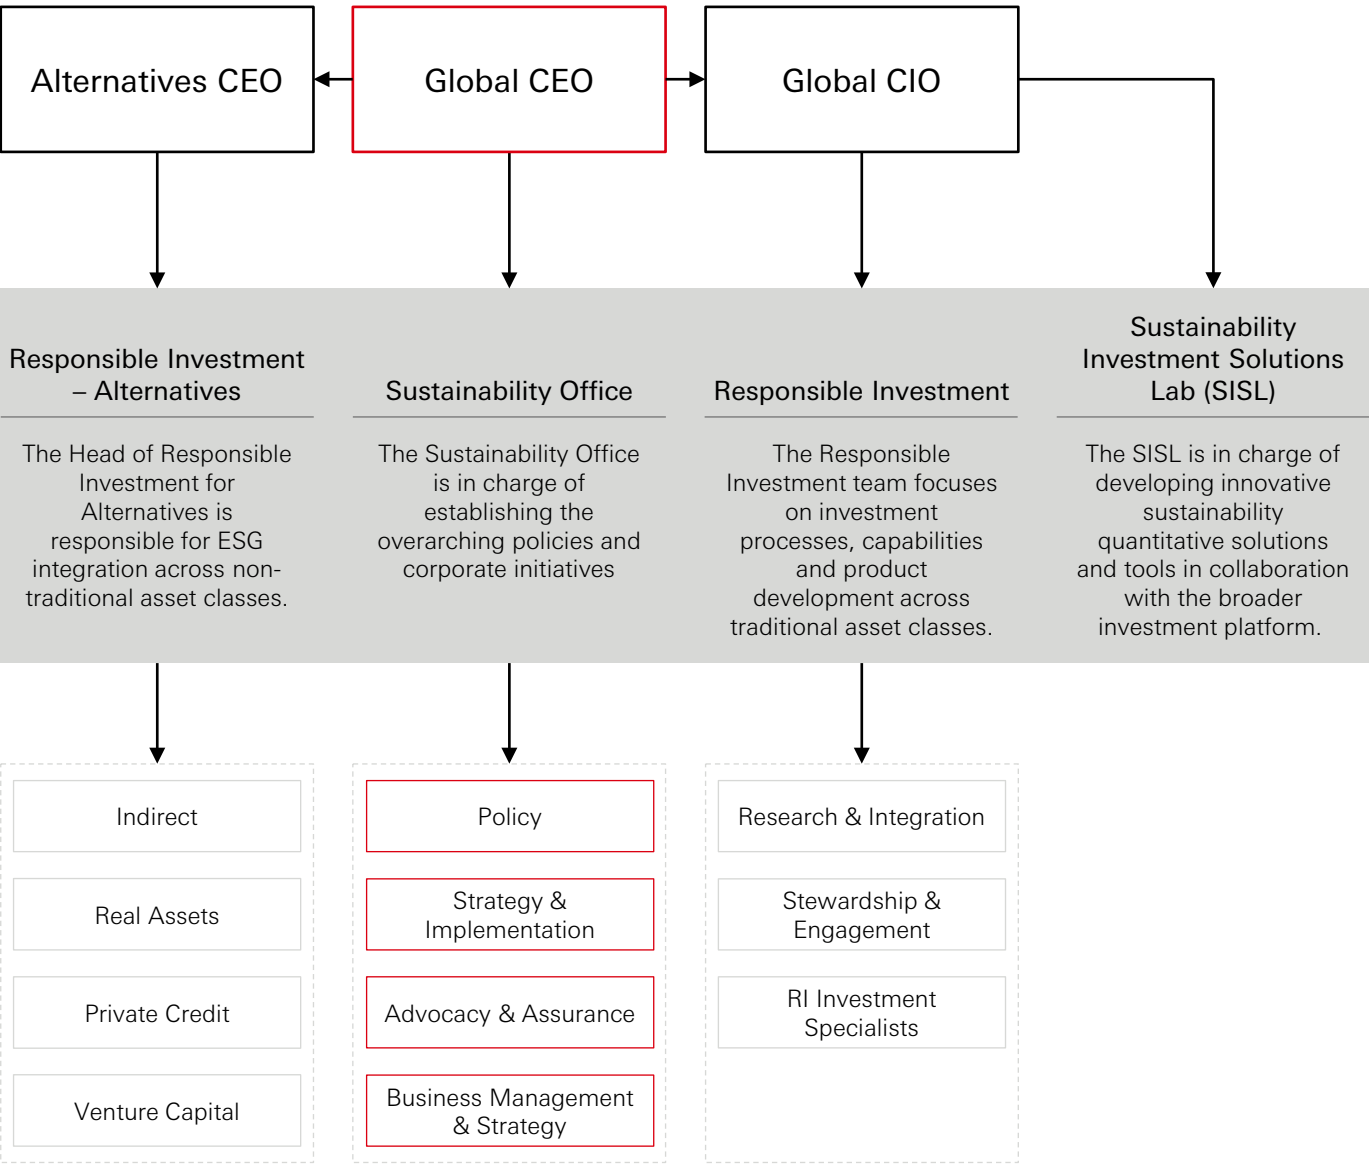 Alternatives CEO
Global CEO
Global CIO
Responsible Investment
– Alternatives
The Head of Responsible
Investment for
Alternatives is
responsible for ESG
integration across non-
traditional asset classes.
Sustainability Office
The Sustainability Office
is in charge of
establishing the
overarching policies and
corporate initiatives
Responsible Investment
The Responsible
Investment team focuses
on investment
processes, capabilities
and product
development across
traditional asset classes.
Sustainability
Investment Solutions
Lab (SISL)
The SISL is in charge of
developing innovative
sustainability
quantitative solutions
and tools in collaboration
with the broader
investment platform.
Indirect
Real Assets
Private Credit
Venture Capital
Policy
Strategy &
Implementation
Advocacy & Assurance
Business Management
& Strategy
Research & Integration
Stewardship &
Engagement
RI Investment
Specialists